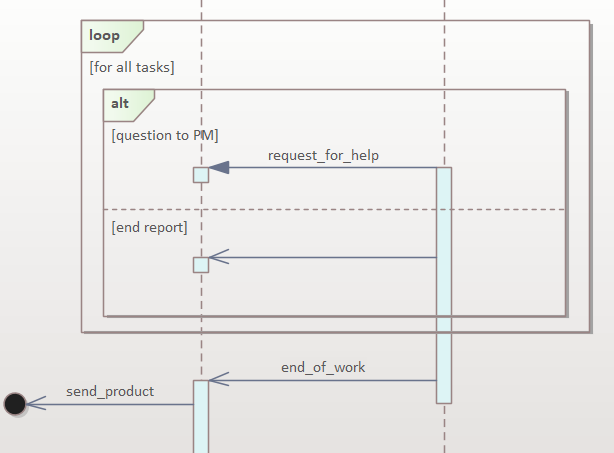 loop
[for all tasks]
alt
[question to PM]
request_for_help
[end report]
end_of_work
send_product